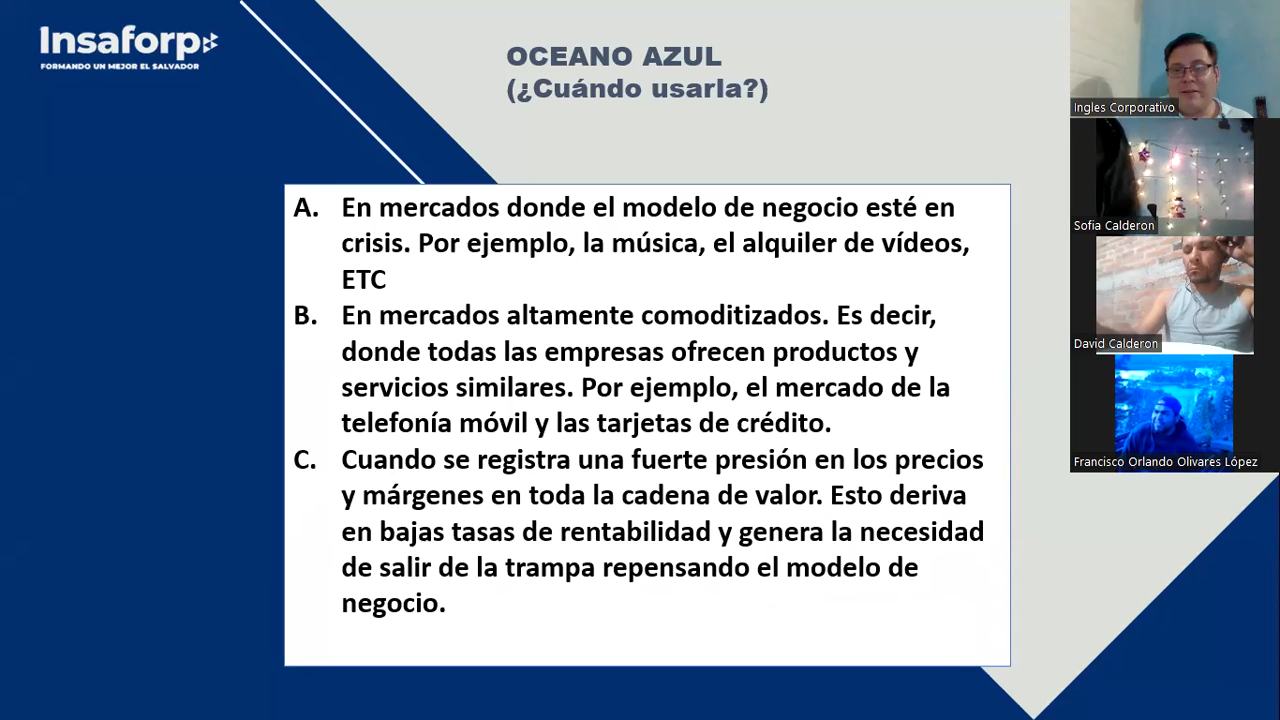 Insaforp
FORMANDO UN MEJOR EL SALVADOR
OCEANO AZUL
(¿Cuándo usarla?)
A. En mercados donde el modelo de negocio esté en
crisis. Por ejemplo, la música, el alquiler de vídeos,
ETC
B. En mercados altamente comoditizados. Es decir,
donde todas las empresas ofrecen productos y
servicios similares. Por ejemplo, el mercado de la
telefonía móvil y las tarjetas de crédito.
C. Cuando se registra una fuerte presión en los precios
y márgenes en toda la cadena de valor. Esto deriva
en bajas tasas de rentabilidad y genera la necesidad
de salir de la trampa repensando el modelo de
negocio.
Ingles Corporativo
Sofia Calderon
David Calderon
Francisco Orlando Olivares López